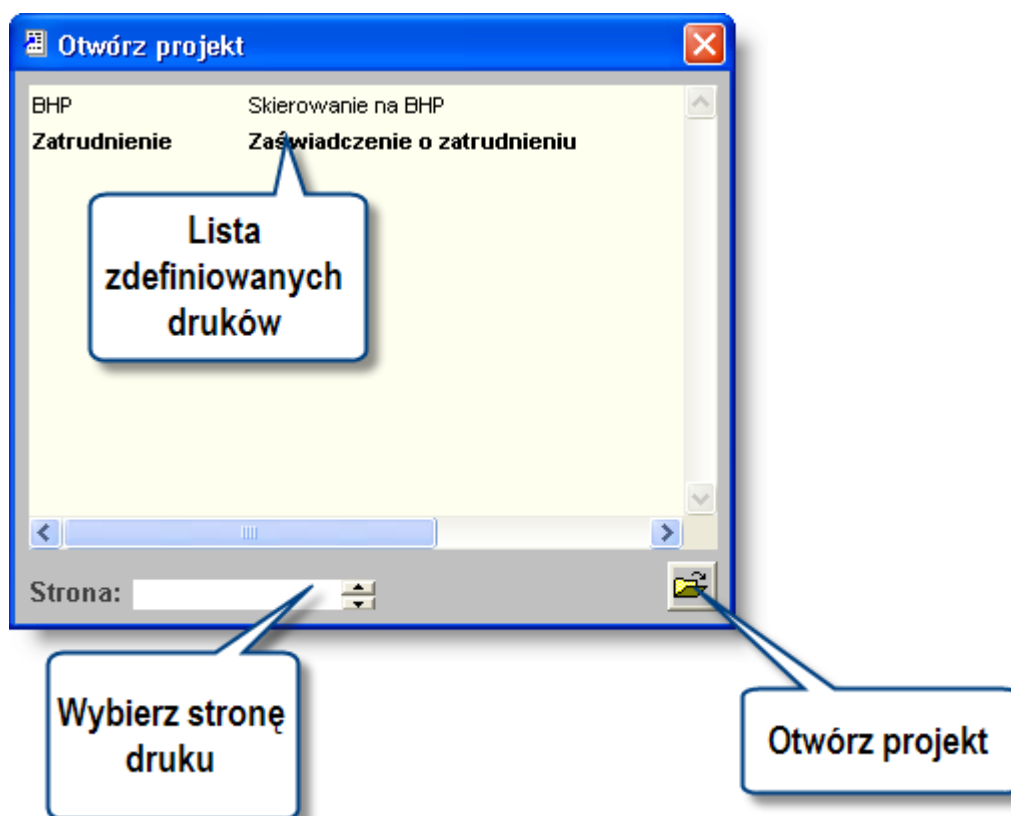 Otwórz projekt
BHP Skierowanie na BHP
Zatrudnienie Zaświadczenie o zatrudnieniu
Lista
zdefiniowanych
druków
Strona:
Wybierz stronę
druku
Otwórz projekt